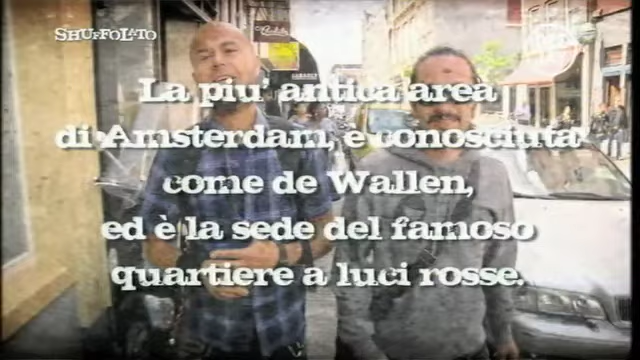 SHUFFOLATO
La piu' antica area
di Amsterdam, è conosciuta
come de Wallen,
ed è la sede del famoso
quartiere a luci rosse.